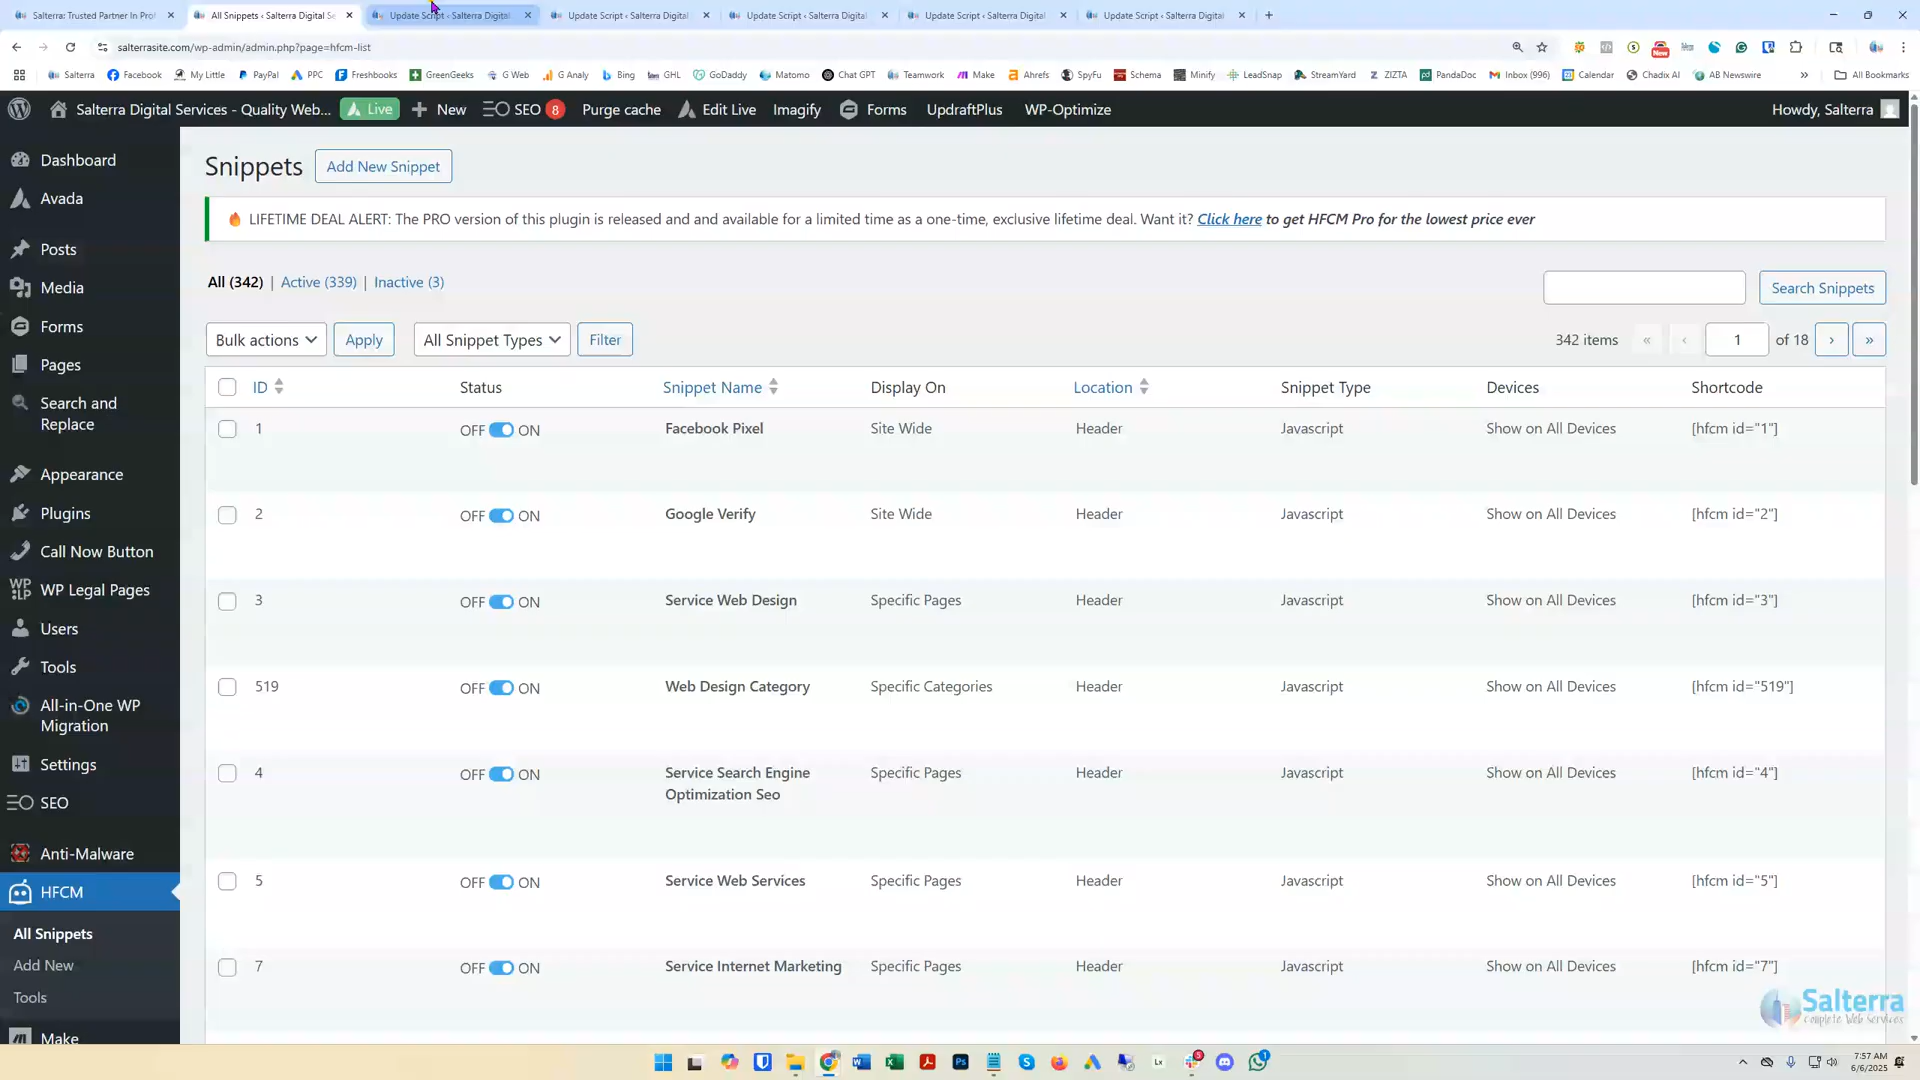 Salterra: Trusted Partner In Pro
All Snippets ‹ Salterra Digital Se
Update Script ‹ Salterra Digital
Update Script ‹ Salterra Digital
Update Script ‹ Salterra Digital
Update Script ‹ Salterra Digital
Update Script ‹ Salterra Digital
salterrasite.com/wp-admin/admin.php?page=hfcm-list
Salterra Facebook My Little PayPal PPC Freshbooks GreenGeeks G Web G Analy Bing GHL GoDaddy Matomo Chat GPT Teamwork Make Ahrefs SpyFu Schema Minify LeadSnap StreamYard ZIZTA PandaDoc Inbox (996) Calendar Chadix AI AB Newswire » All Bookmarks
Salterra Digital Services - Quality Web... Live New SEO 8 Purge cache Edit Live Imagify Forms UpdraftPlus WP-Optimize Howdy, Salterra
Dashboard
Avada
Posts
Media
Forms
Pages
Search and
Replace
Appearance
Plugins
Call Now Button
WP Legal Pages
Users
Tools
All-in-One WP
Migration
Settings
SEO
Anti-Malware
HFCM
All Snippets
Add New
Tools
Make
Snippets Add New Snippet
LIFETIME DEAL ALERT: The PRO version of this plugin is released and and available for a limited time as a one-time, exclusive lifetime deal. Want it? Click here to get HFCM Pro for the lowest price ever
All (342) | Active (339) | Inactive (3)
Search Snippets
Bulk actions Apply All Snippet Types Filter 342 items « ‹ 1 of 18 › »
ID Status Snippet Name Display On Location Snippet Type Devices Shortcode
1 OFF ON Facebook Pixel Site Wide Header Javascript Show on All Devices [hfcm id="1"]
2 OFF ON Google Verify Site Wide Header Javascript Show on All Devices [hfcm id="2"]
3 OFF ON Service Web Design Specific Pages Header Javascript Show on All Devices [hfcm id="3"]
519 OFF ON Web Design Category Specific Categories Header Javascript Show on All Devices [hfcm id="519"]
4 OFF ON Service Search Engine Specific Pages Header Javascript Show on All Devices [hfcm id="4"]
Optimization Seo
5 OFF ON Service Web Services Specific Pages Header Javascript Show on All Devices [hfcm id="5"]
7 OFF ON Service Internet Marketing Specific Pages Header Javascript Show on All Devices [hfcm id="7"]
Salterra
Complete Web Services
7:57 AM
6/6/2025